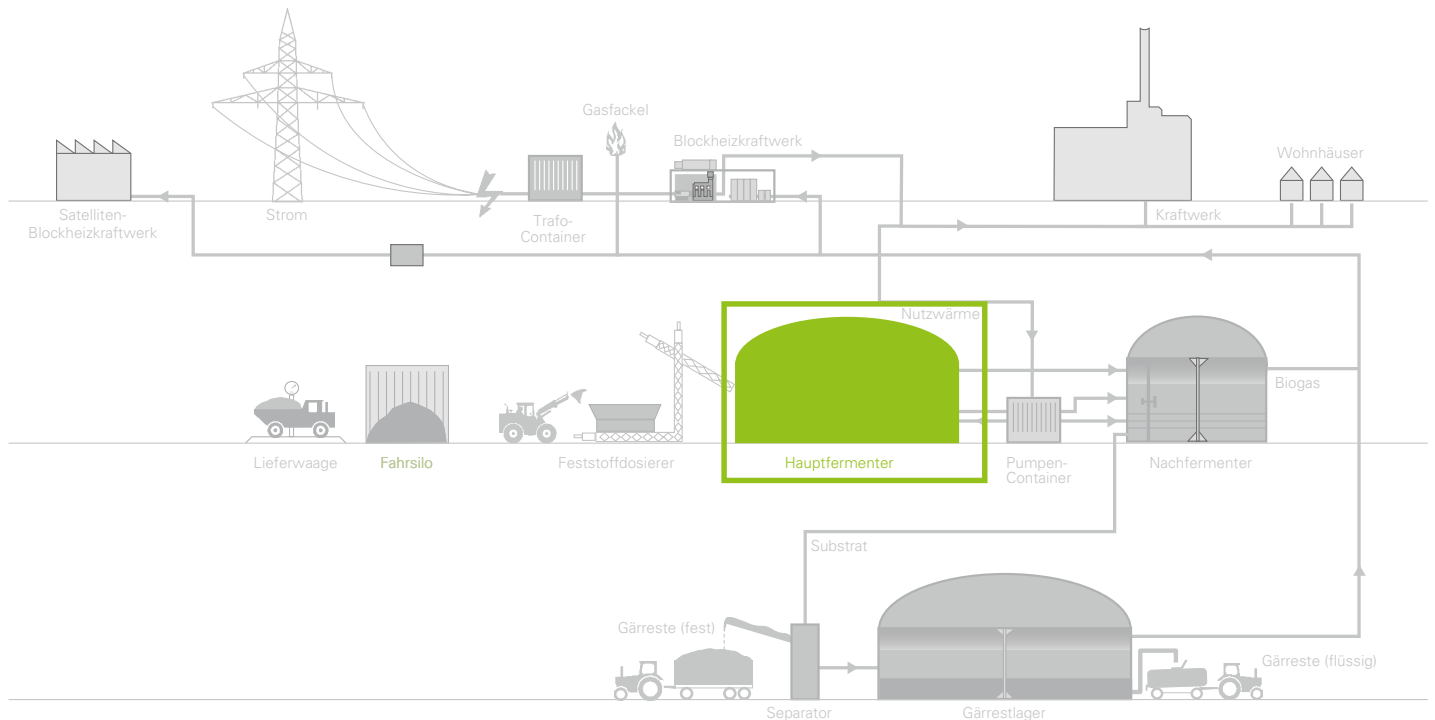 Gasfackel
Blockheizkraftwerk
Wohnhäuser
Satelliten-
Blockheizkraftwerk
Strom
Trafo-
Container
Kraftwerk
Nutzwärme
Biogas
Lieferwaage
Fahrsilo
Feststoffdosierer
Hauptfermenter
Pumpen-
Container
Nachfermenter
Substrat
Gärreste (fest)
Gärreste (flüssig)
Separator
Gärrestlager